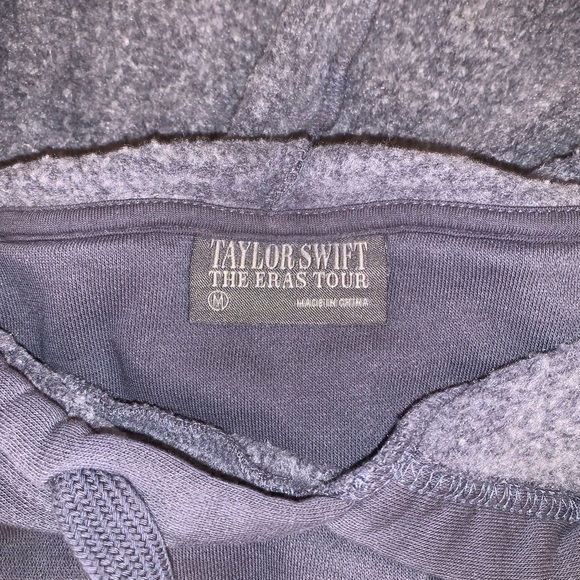 TAYLOR SWIFT
THE ERAS TOUR
M MADE IN CHINA